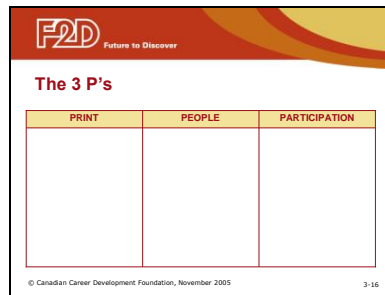 F2D Future to Discover
The 3 P's
PRINT PEOPLE PARTICIPATION
© Canadian Career Development Foundation, November 2005 3-16